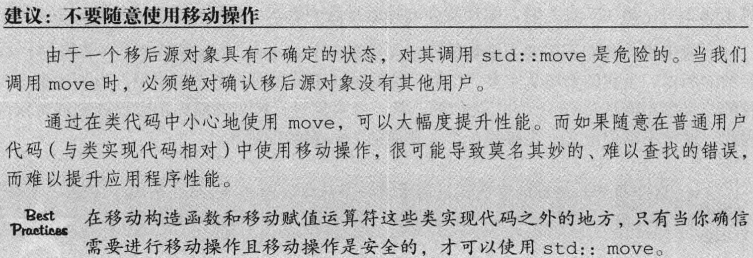 建议：不要随意使用移动操作
由于一个移后源对象具有不确定的状态，对其调用 std::move 是危险的。当我们
调用 move 时，必须绝对确认移后源对象没有其他用户。
通过在类代码中小心地使用 move，可以大幅度提升性能。而如果随意在普通用户
代码（与类实现代码相对）中使用移动操作，很可能导致莫名其妙的、难以查找的错误，
而难以提升应用程序性能。
Best 在移动构造函数和移动赋值运算符这些类实现代码之外的地方，只有当你确信
Practices 需要进行移动操作且移动操作是安全的，才可以使用 std:: move。